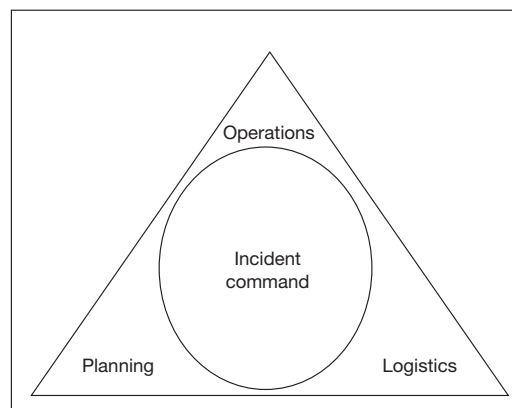 Operations
Incident
command
Planning
Logistics